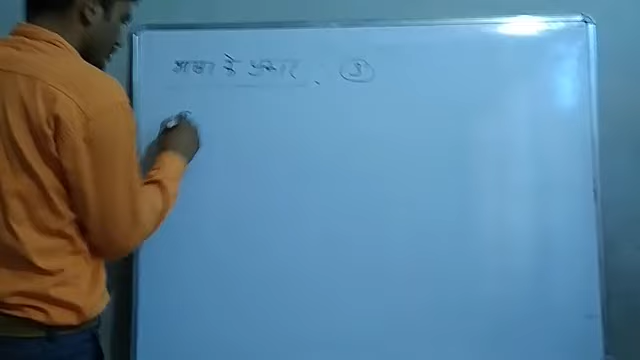 भाषा के प्रकार . ③